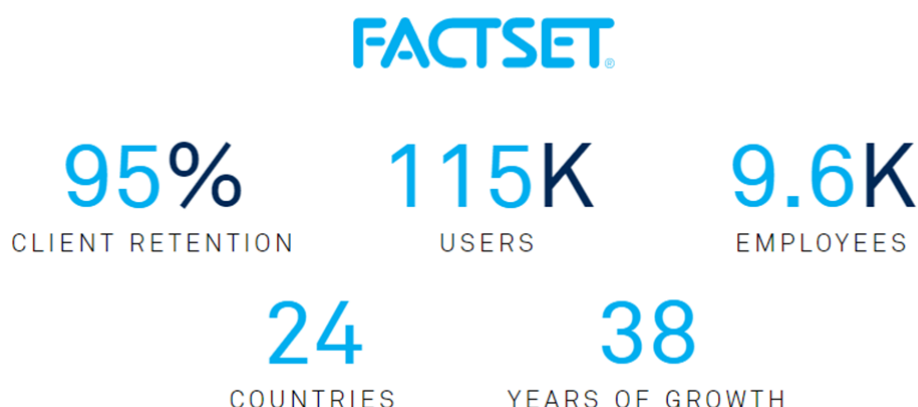 FACTSET®
95% 115K 9.6K
CLIENT RETENTION USERS EMPLOYEES
24 38
COUNTRIES YEARS OF GROWTH